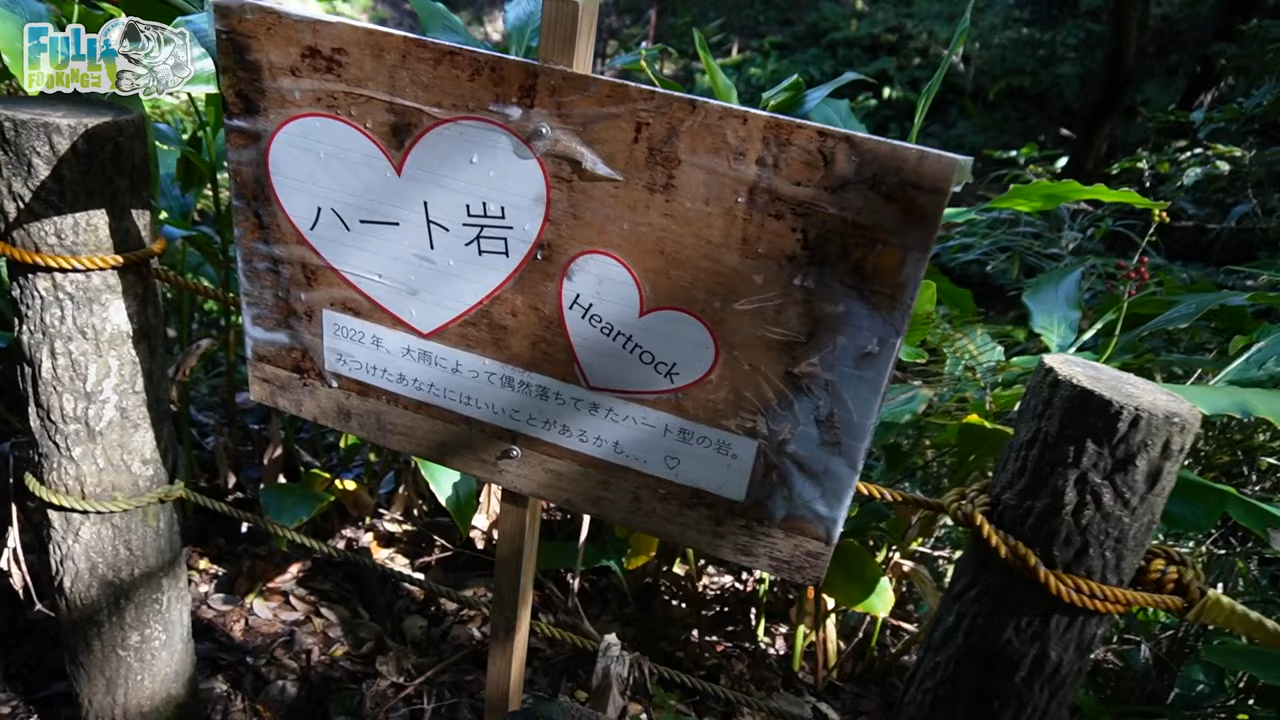 FULL
FOOKING
ハート岩
Heartrock
2022年、大雨によって偶然落ちてきたハート型の岩。
みつけたあなたにはいいことがあるかも... ♡